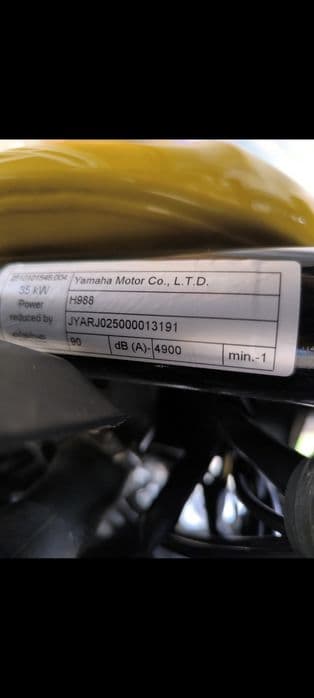 35 kW
Power
reduced by
Yamaha Motor Co., L.T.D.
H988
JYARJ025000013191
90 dB (A)- 4900 min.-1